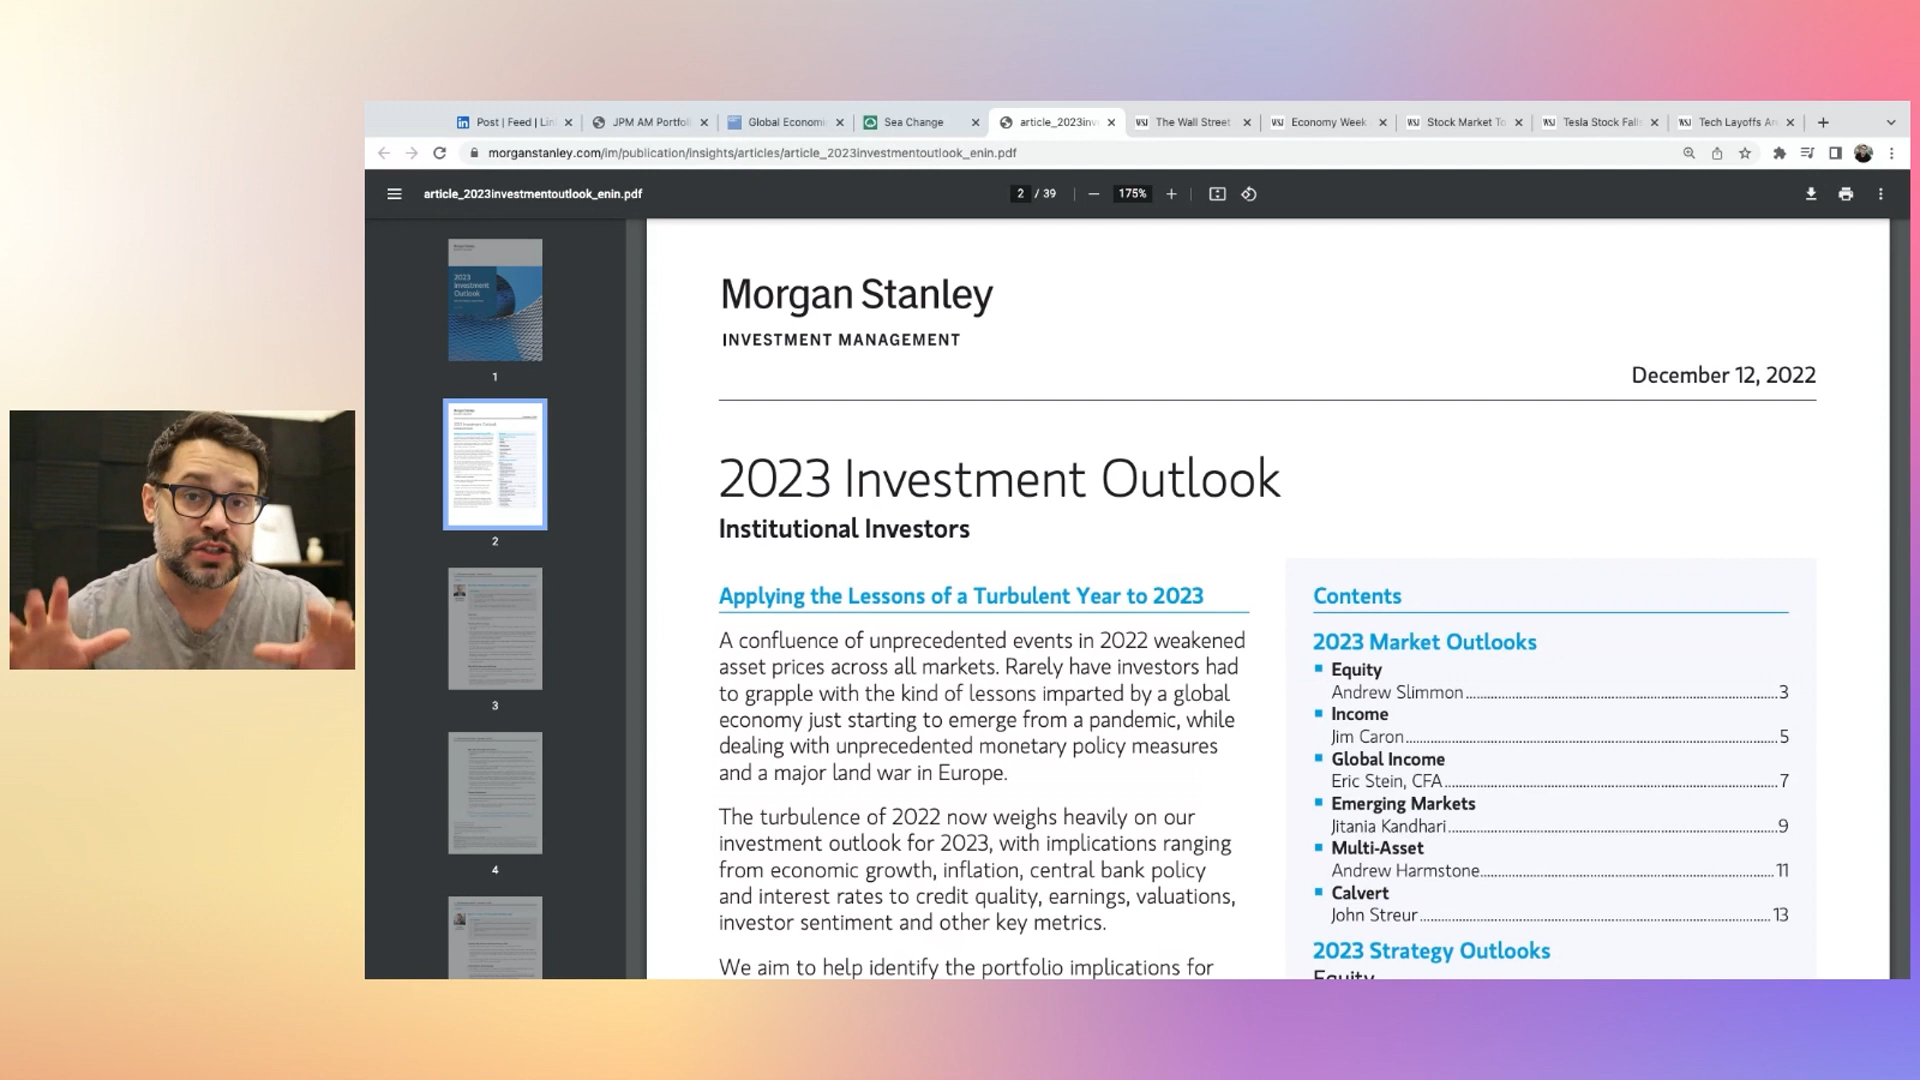 Post | Feed | Lin
JPM AM Portfoli
Global Economi
Sea Change
article_2023inv
The Wall Street
Economy Week
Stock Market To
Tesla Stock Falls
Tech Layoffs An
morganstanley.com/im/publication/insights/articles/article_2023investmentoutlook_enin.pdf
article_2023investmentoutlook_enin.pdf
2 / 39
175%
2023
Investment
Outlook
1
2
3
4
Morgan Stanley
INVESTMENT MANAGEMENT
December 12, 2022
2023 Investment Outlook
Institutional Investors
Applying the Lessons of a Turbulent Year to 2023
A confluence of unprecedented events in 2022 weakened
asset prices across all markets. Rarely have investors had
to grapple with the kind of lessons imparted by a global
economy just starting to emerge from a pandemic, while
dealing with unprecedented monetary policy measures
and a major land war in Europe.
The turbulence of 2022 now weighs heavily on our
investment outlook for 2023, with implications ranging
from economic growth, inflation, central bank policy
and interest rates to credit quality, earnings, valuations,
investor sentiment and other key metrics.
We aim to help identify the portfolio implications for
Contents
2023 Market Outlooks
Equity
Andrew Slimmon 3
Income
Jim Caron 5
Global Income
Eric Stein, CFA 7
Emerging Markets
Jitania Kandhari 9
Multi-Asset
Andrew Harmstone 11
Calvert
John Streur 13
2023 Strategy Outlooks
Equity